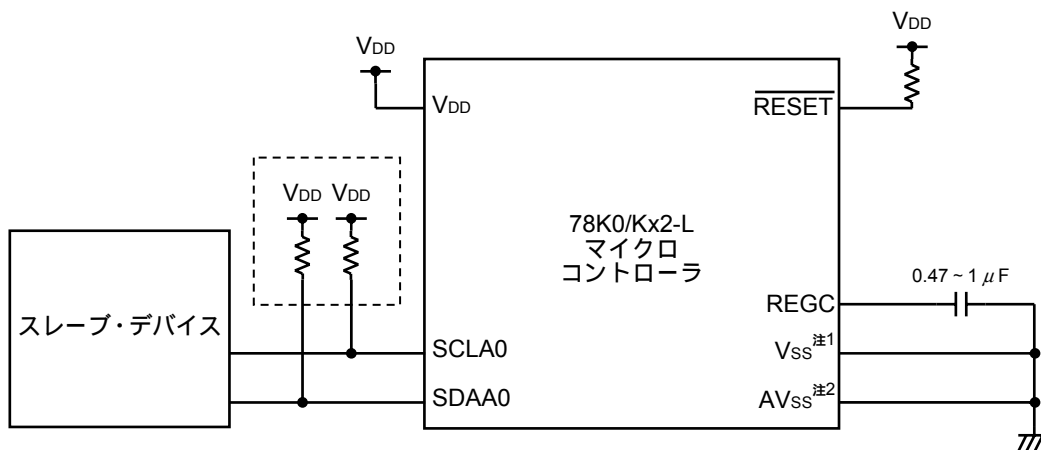 VDD
VDD
VDD
RESET
VDD VDD
78K0/Kx2-L
マイクロ
コントローラ
スレーブ・デバイス
REGC
0.47 ~ 1 μF
SCLA0
VSS注1
SDAA0
AVSS注2